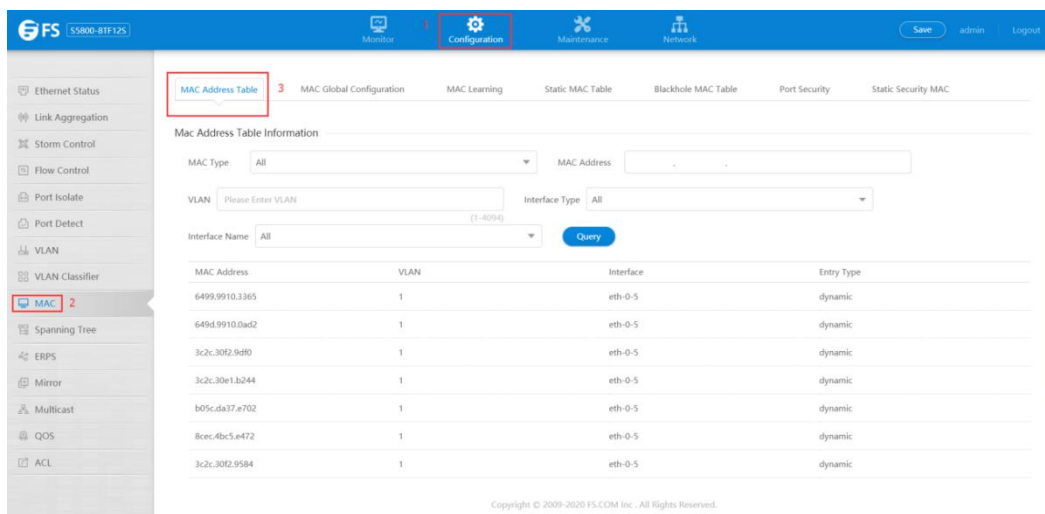 FS S5800-8TF12S
Monitor
1
Configuration
Maintenance
Network
Save
admin
Logout
Ethernet Status
Link Aggregation
Storm Control
Flow Control
Port Isolate
Port Detect
VLAN
VLAN Classifier
MAC 2
Spanning Tree
ERPS
Mirror
Multicast
QOS
ACL
MAC Address Table 3 MAC Global Configuration MAC Learning Static MAC Table Blackhole MAC Table Port Security Static Security MAC
Mac Address Table Information
MAC Type All MAC Address . .
VLAN Please Enter VLAN Interface Type All
(1-4094)
Interface Name All Query
MAC Address VLAN Interface Entry Type
6499.9910.3365 1 eth-0-5 dynamic
649d.9910.0ad2 1 eth-0-5 dynamic
3c2c.30f2.9df0 1 eth-0-5 dynamic
3c2c.30e1.b244 1 eth-0-5 dynamic
b05c.da37.e702 1 eth-0-5 dynamic
8cec.4bc5.e472 1 eth-0-5 dynamic
3c2c.30f2.9584 1 eth-0-5 dynamic
Copyright © 2009-2020 FS.COM Inc . All Rights Reserved.